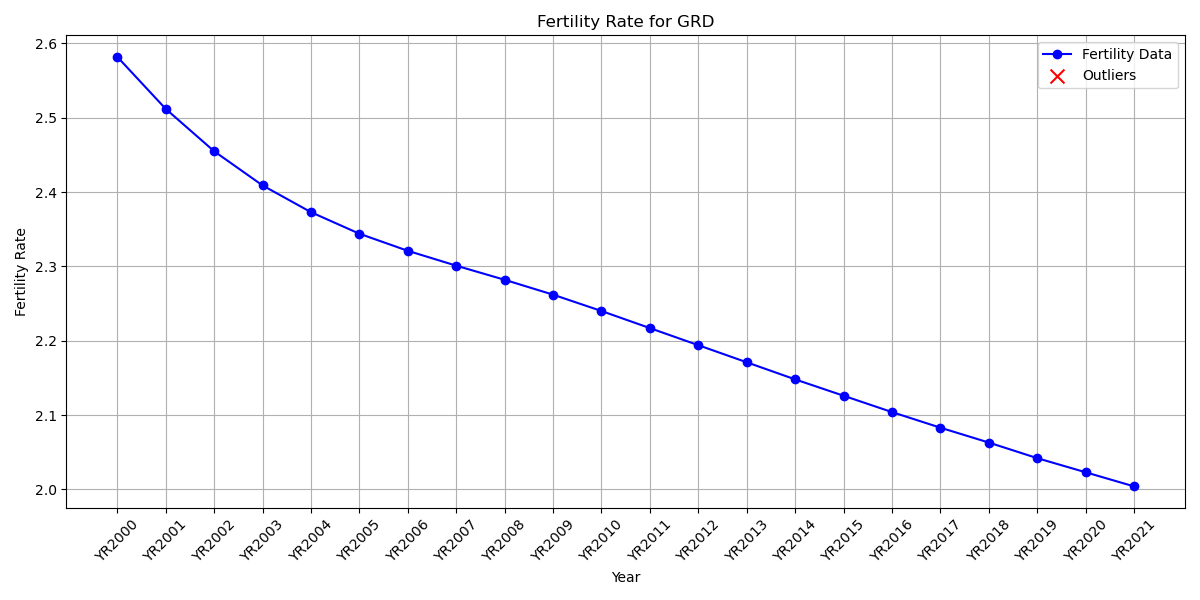 Fertility Rate for GRD
Fertility Data
Outliers
2.6
2.5
2.4
2.3
2.2
2.1
2.0
Fertility Rate
YR2000
YR2001
YR2002
YR2003
YR2004
YR2005
YR2006
YR2007
YR2008
YR2009
YR2010
YR2011
YR2012
YR2013
YR2014
YR2015
YR2016
YR2017
YR2018
YR2019
YR2020
YR2021
Year